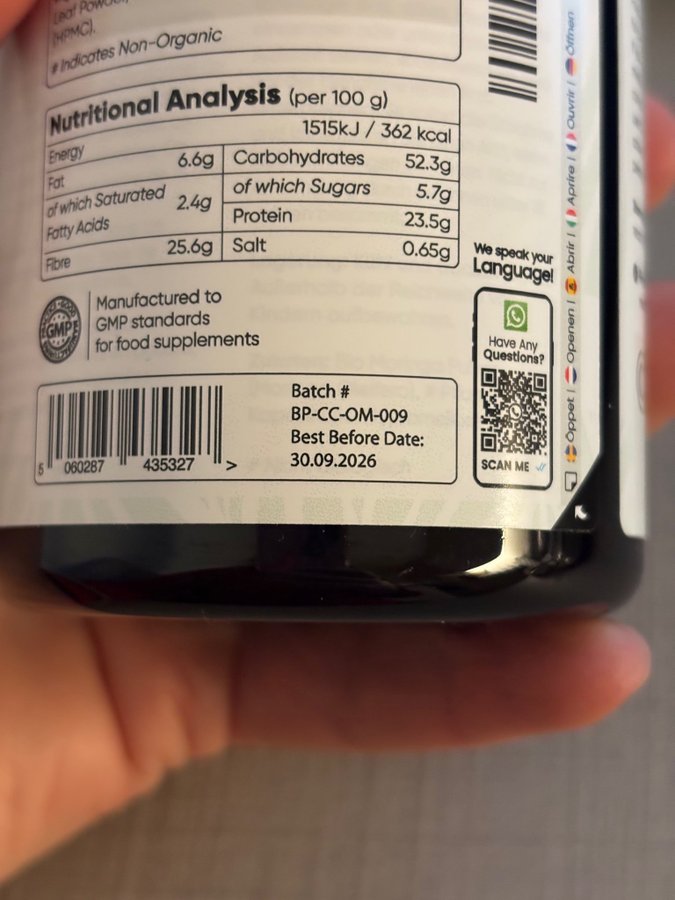 Leaf Powder,
(HPMC).
# Indicates Non-Organic
Nutritional Analysis (per 100 g)
Energy 1515kJ / 362 kcal
Fat 6.6g
of which Saturated
Fatty Acids 2.4g
Fibre 25.6g
Carbohydrates 52.3g
of which Sugars 5.7g
Protein 23.5g
Salt 0.65g
GMP
Manufactured to
GMP standards
for food supplements
5 060287 435327 >
Batch #
BP-CC-OM-009
Best Before Date:
30.09.2026
We speak your
Language!
Have Any
Questions?
SCAN ME
Öppet | Openen | Abrir | Aprire | Ouvrir | Öffnen